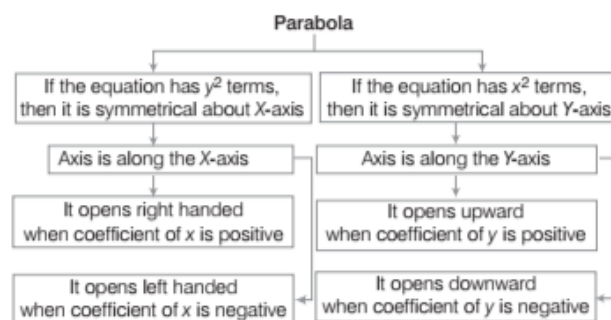 Parabola
If the equation has y² terms,
then it is symmetrical about X-axis
If the equation has x² terms,
then it is symmetrical about Y-axis
Axis is along the X-axis
Axis is along the Y-axis
It opens right handed
when coefficient of x is positive
It opens upward
when coefficient of y is positive
It opens left handed
when coefficient of x is negative
It opens downward
when coefficient of y is negative